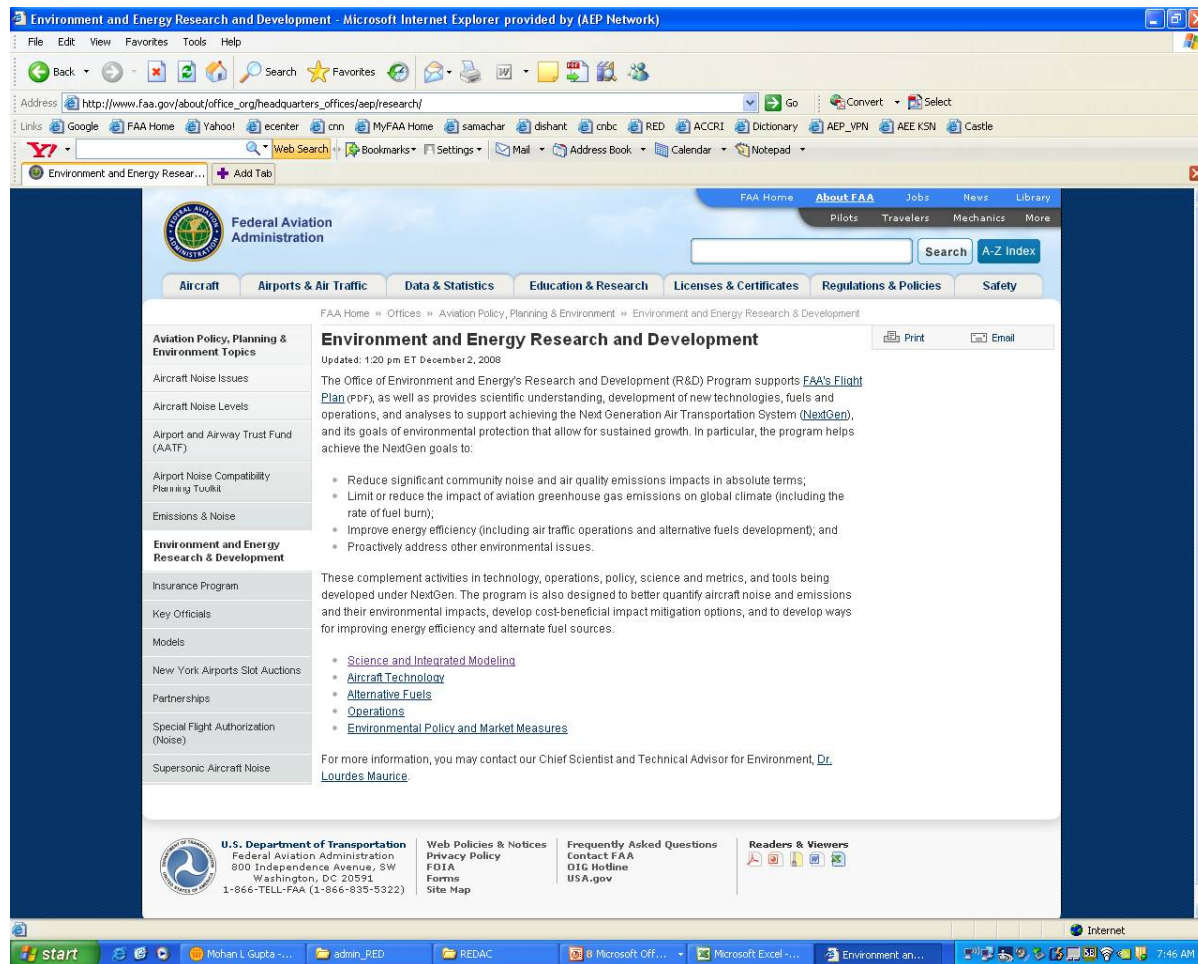 Environment and Energy Research and Development - Microsoft Internet Explorer provided by (AEP Network)
File Edit View Favorites Tools Help
Back Search Favorites
Address http://www.faa.gov/about/office_org/headquarters_offices/aep/research/ Go Convert Select
Links Google FAA Home Yahoo! ecenter cnn MyFAA Home samachar dishant cnbc RED ACCRI Dictionary AEP_VPN AEE KSN Castle
Y! Web Search Bookmarks Settings Mail Address Book Calendar Notepad
Environment and Energy Resear... Add Tab
FAA Home About FAA Jobs News Library
Pilots Travelers Mechanics More
Federal Aviation
Administration
Search A-Z Index
Aircraft Airports & Air Traffic Data & Statistics Education & Research Licenses & Certificates Regulations & Policies Safety
FAA Home » Offices » Aviation Policy, Planning & Environment » Environment and Energy Research & Development
Aviation Policy, Planning &
Environment Topics
Aircraft Noise Issues
Aircraft Noise Levels
Airport and Airway Trust Fund
(AATF)
Airport Noise Compatibility
Planning Toolkit
Emissions & Noise
Environment and Energy
Research & Development
Insurance Program
Key Officials
Models
New York Airports Slot Auctions
Partnerships
Special Flight Authorization
(Noise)
Supersonic Aircraft Noise
Environment and Energy Research and Development
Print Email
Updated: 1:20 pm ET December 2, 2008
The Office of Environment and Energy's Research and Development (R&D) Program supports FAA's Flight
Plan (PDF), as well as provides scientific understanding, development of new technologies, fuels and
operations, and analyses to support achieving the Next Generation Air Transportation System (NextGen),
and its goals of environmental protection that allow for sustained growth. In particular, the program helps
achieve the NextGen goals to:
Reduce significant community noise and air quality emissions impacts in absolute terms;
Limit or reduce the impact of aviation greenhouse gas emissions on global climate (including the
rate of fuel burn);
Improve energy efficiency (including air traffic operations and alternative fuels development); and
Proactively address other environmental issues.
These complement activities in technology, operations, policy, science and metrics, and tools being
developed under NextGen. The program is also designed to better quantify aircraft noise and emissions
and their environmental impacts, develop cost-beneficial impact mitigation options, and to develop ways
for improving energy efficiency and alternate fuel sources.
Science and Integrated Modeling
Aircraft Technology
Alternative Fuels
Operations
Environmental Policy and Market Measures
For more information, you may contact our Chief Scientist and Technical Advisor for Environment, Dr.
Lourdes Maurice.
U.S. Department of Transportation
Federal Aviation Administration
800 Independence Avenue, SW
Washington, DC 20591
1-866-TELL-FAA (1-866-835-5322)
Web Policies & Notices
Privacy Policy
FOIA
Forms
Site Map
Frequently Asked Questions
Contact FAA
OIG Hotline
USA.gov
Readers & Viewers
Internet
start Mohan L Gupta -... admin_RED REDAC 8 Microsoft Off... Microsoft Excel -... Environment an... 7:46 AM